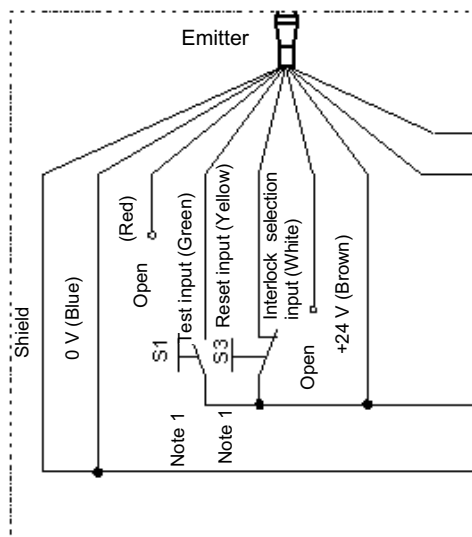 Emitter
Shield
0 V (Blue)
(Red)
Open
Test input (Green)
S1
Note 1
Reset input (Yellow)
S3
Note 1
Interlock selection
input (White)
Open
+24 V (Brown)